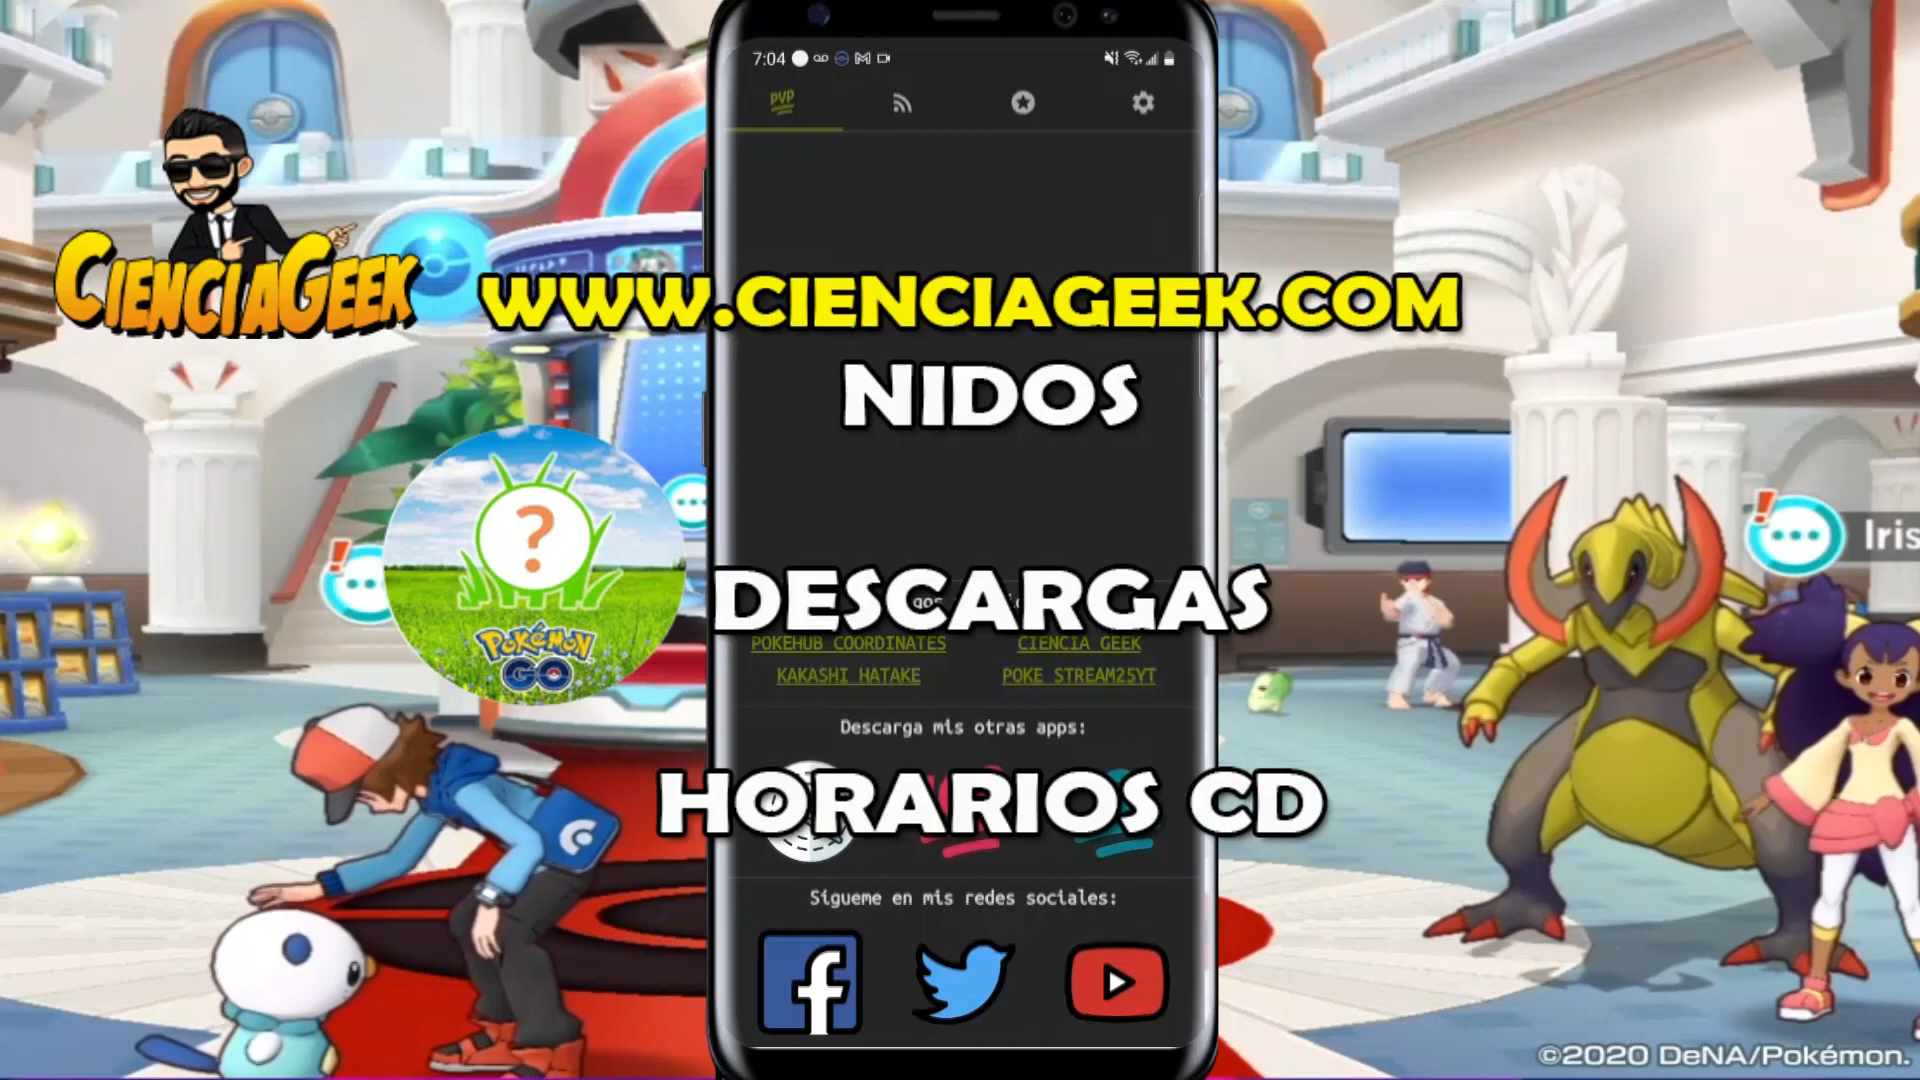 7:04
PVP
CIENCIAGEEK
WWW.CIENCIAGEEK.COM
NIDOS
?
POKÉMON
GO
DESCARGAS
POKEHUB COORDINATES
CIENCIA GEEK
KAKASHI HATAKE
POKE STREAM25YT
Descarga mis otras apps:
HORARIOS CD
Sígueme en mis redes sociales:
Iris
©2020 DeNA/Pokémon.